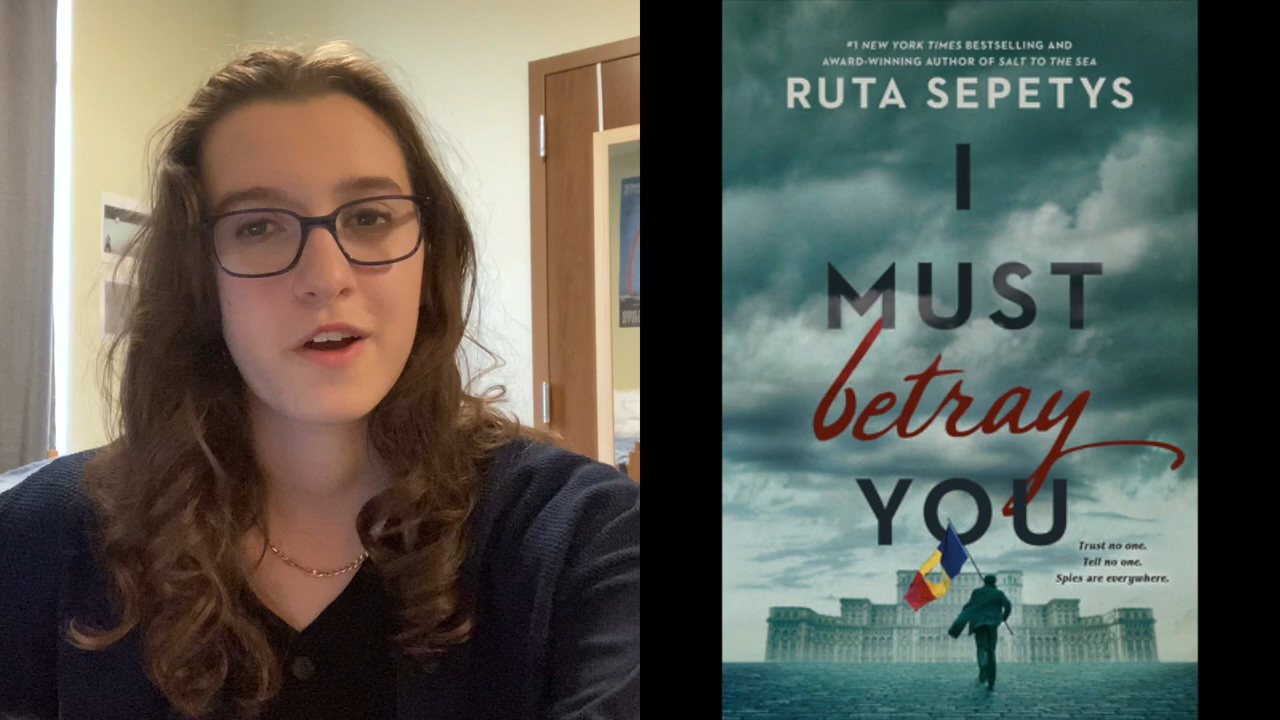 #1 NEW YORK TIMES BESTSELLING AND
AWARD-WINNING AUTHOR OF SALT TO THE SEA
RUTA SEPETYS
I
MUST
betray
YOU
Trust no one.
Tell no one.
Spies are everywhere.